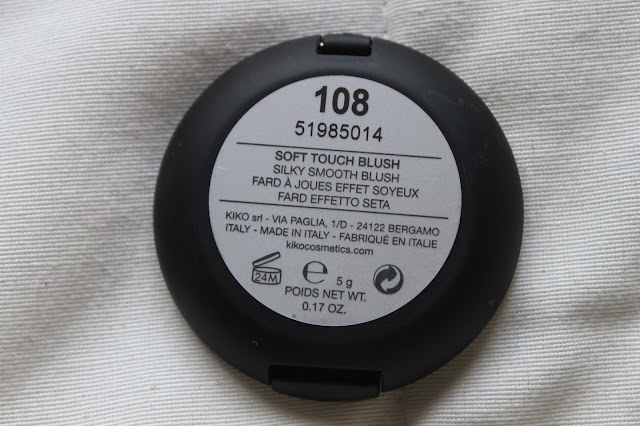 108
51985014
SOFT TOUCH BLUSH
SILKY SMOOTH BLUSH
FARD À JOUES EFFET SOYEUX
FARD EFFETTO SETA
KIKO srl - VIA PAGLIA, 1/D - 24122 BERGAMO
ITALY - MADE IN ITALY - FABRIQUÉ EN ITALIE
kikocosmetics.com
24M ℮ 5 g
POIDS NET WT.
0.17 OZ.